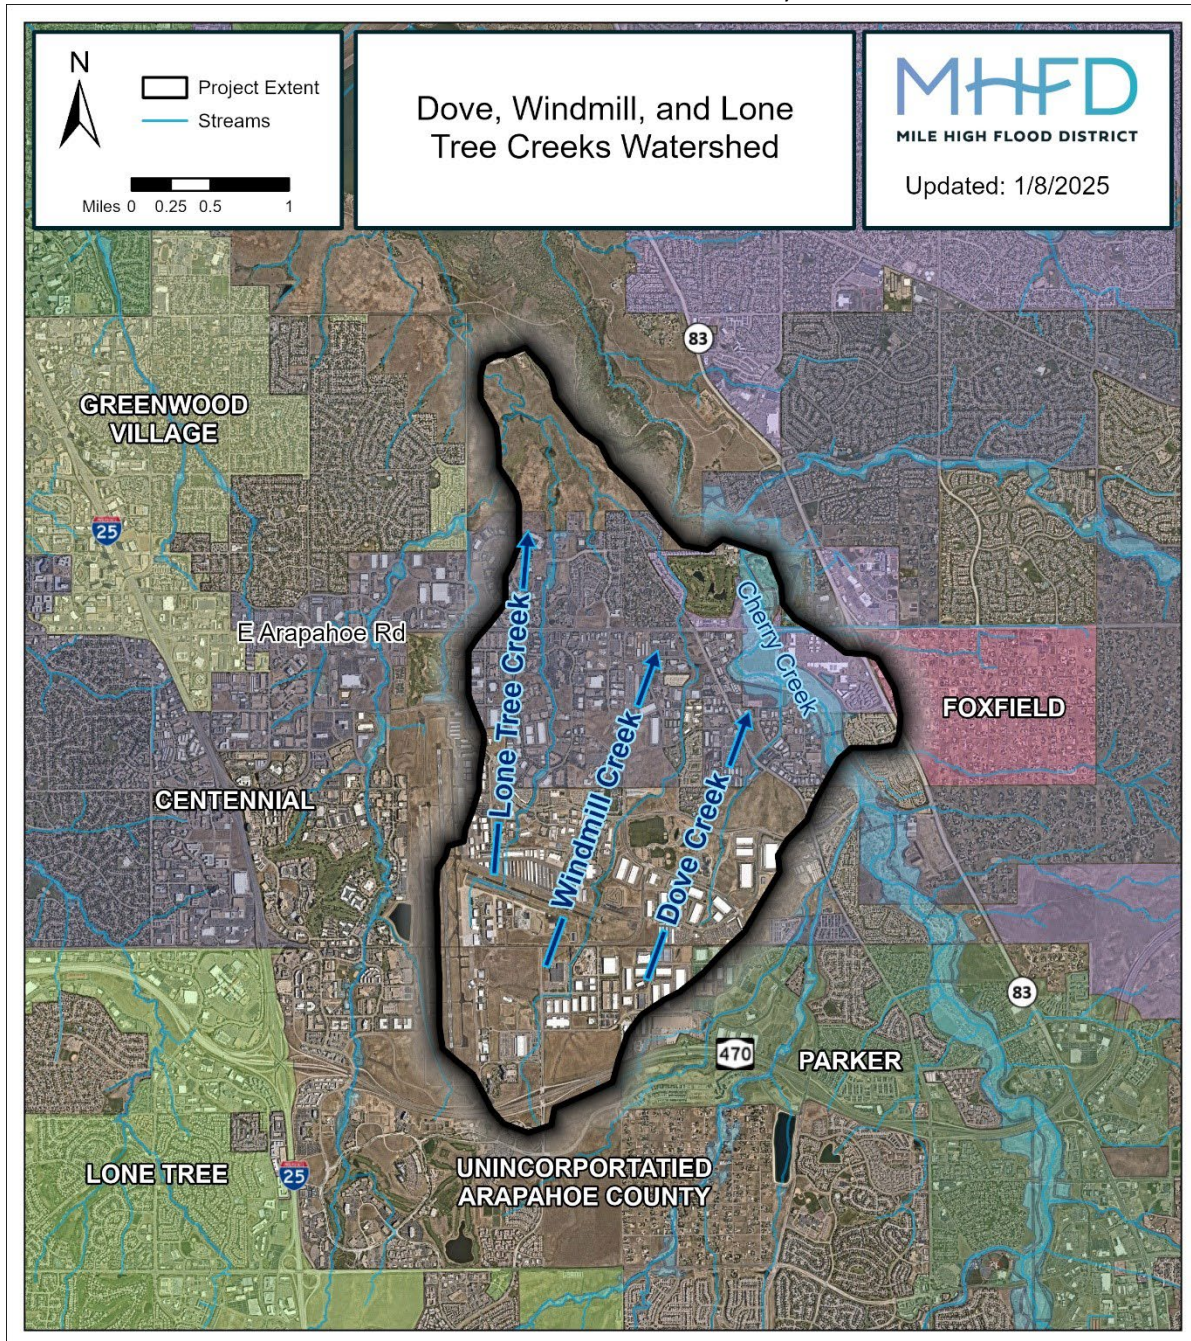 N
Project Extent
Streams
Miles 0 0.25 0.5 1
Dove, Windmill, and Lone
Tree Creeks Watershed
MHFD
MILE HIGH FLOOD DISTRICT
Updated: 1/8/2025
83
GREENWOOD
VILLAGE
25
E Arapahoe Rd
Cherry Creek
Lone Tree Creek
Windmill Creek
Dove Creek
FOXFIELD
CENTENNIAL
83
470
PARKER
LONE TREE
25
UNINCORPORTATIED
ARAPAHOE COUNTY